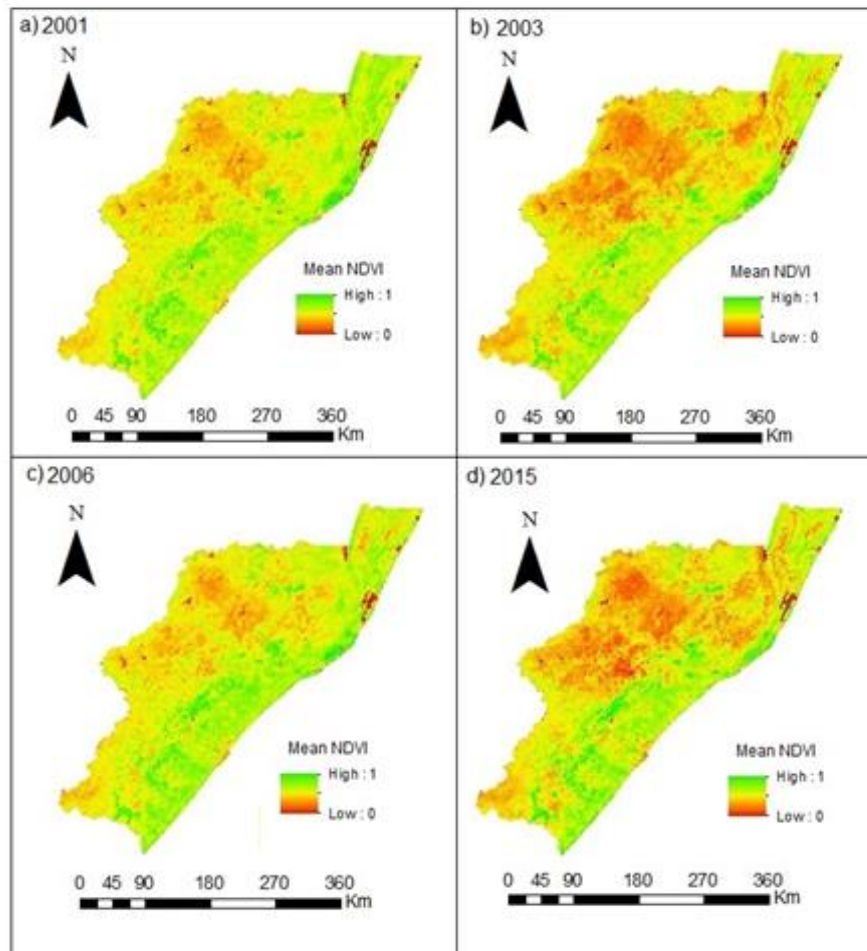 a) 2001
N
Mean NDVI
High : 1
Low : 0
0 45 90 180 270 360
Km
b) 2003
N
Mean NDVI
High : 1
Low : 0
0 45 90 180 270 360
Km
c) 2006
N
Mean NDVI
High : 1
Low : 0
0 45 90 180 270 360
Km
d) 2015
N
Mean NDVI
High : 1
Low : 0
0 45 90 180 270 360
Km